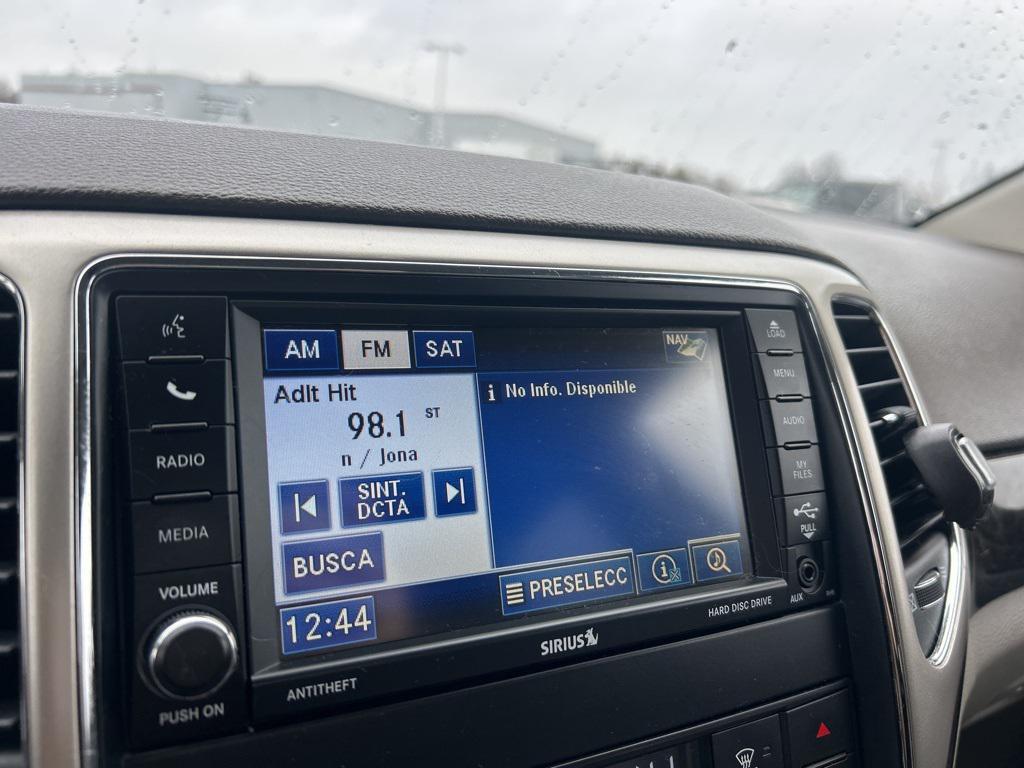 RADIO
MEDIA
VOLUME
PUSH ON
AM FM SAT
NAV
Adlt Hit
98.1 ST
n / Jona
SINT.
DCTA
BUSCA
12:44
i No Info. Disponible
PRESELECC
i
LOAD
MENU
AUDIO
MY
FILES
PULL
AUX
HARD DISC DRIVE
SIRIUS
ANTITHEFT